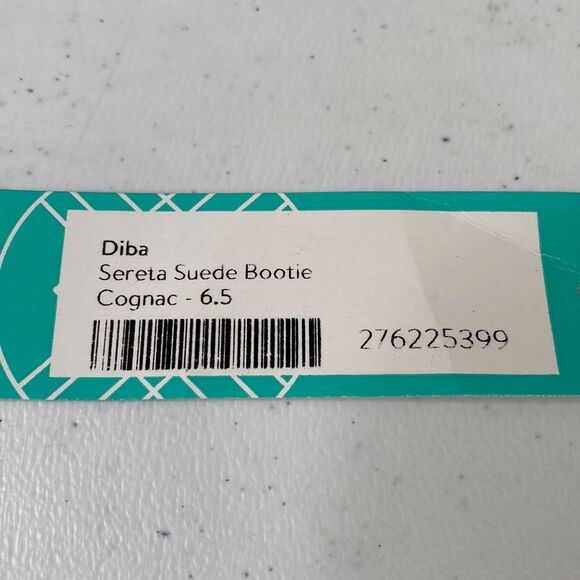 Diba
Sereta Suede Bootie
Cognac - 6.5
276225399